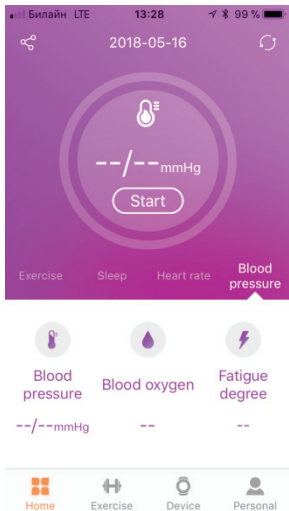 Билайн LTE 13:28 99 %
2018-05-16
--/--mmHg
Start
Exercise Sleep Heart rate Blood pressure
Blood pressure Blood oxygen Fatigue degree
--/--mmHg -- --
Home Exercise Device Personal